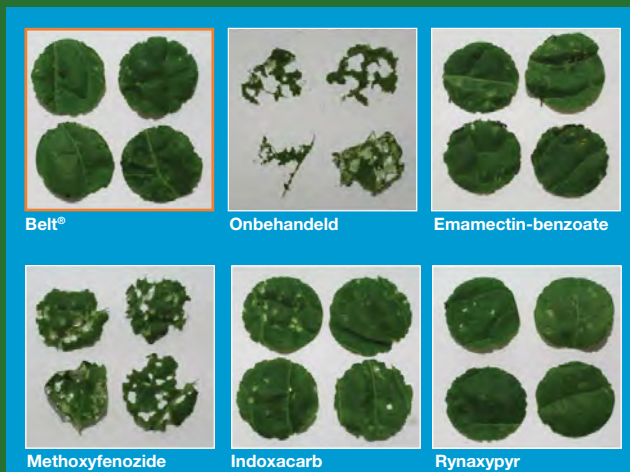 Belt®
Onbehandeld
Emamectin-benzoate
Methoxyfenozide
Indoxacarb
Rynaxypyr